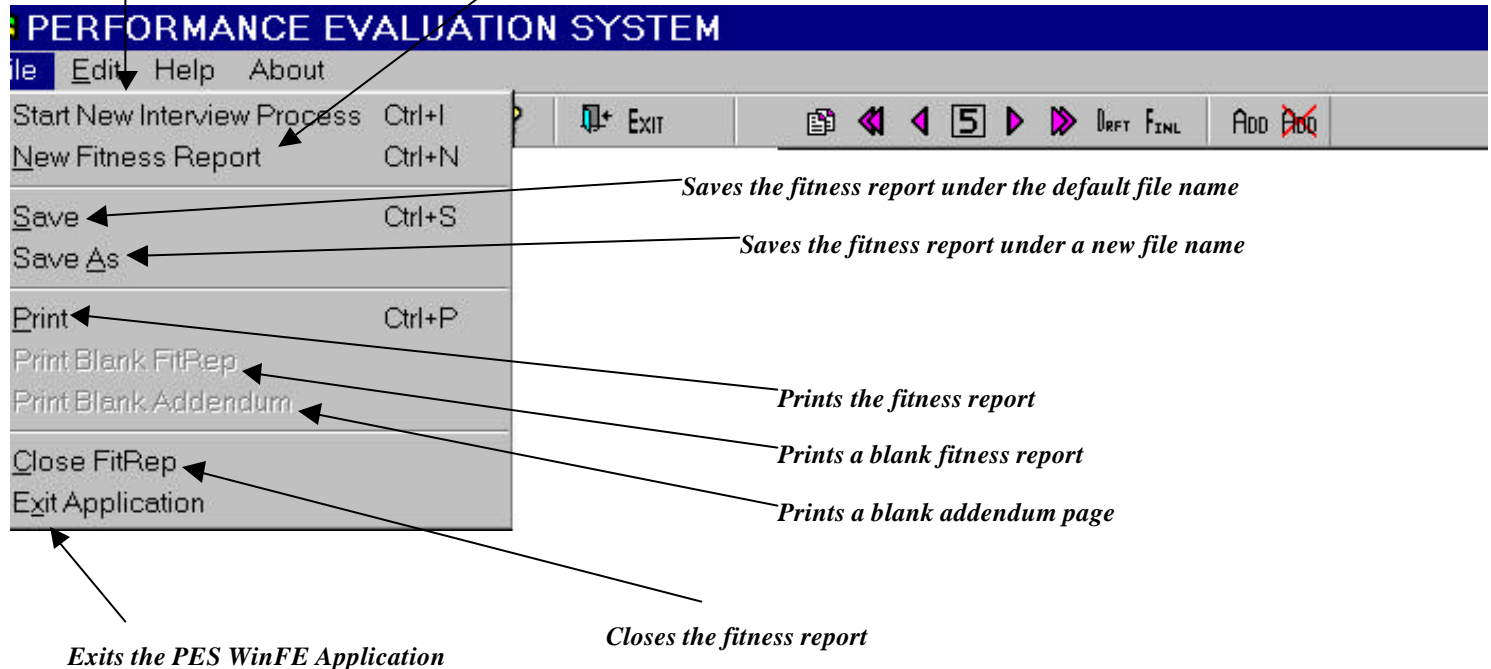 PERFORMANCE EVALUATION SYSTEM
ile Edit Help About
Start New Interview Process Ctrl+I
? EXIT 5 DRFT FINL ADD ADD
New Fitness Report Ctrl+N
Saves the fitness report under the default file name
Save Ctrl+S
Saves the fitness report under a new file name
Save As
Print Ctrl+P
Print Blank FitRep
Print Blank Addendum
Prints the fitness report
Prints a blank fitness report
Close FitRep
Exit Application
Prints a blank addendum page
Closes the fitness report
Exits the PES WinFE Application